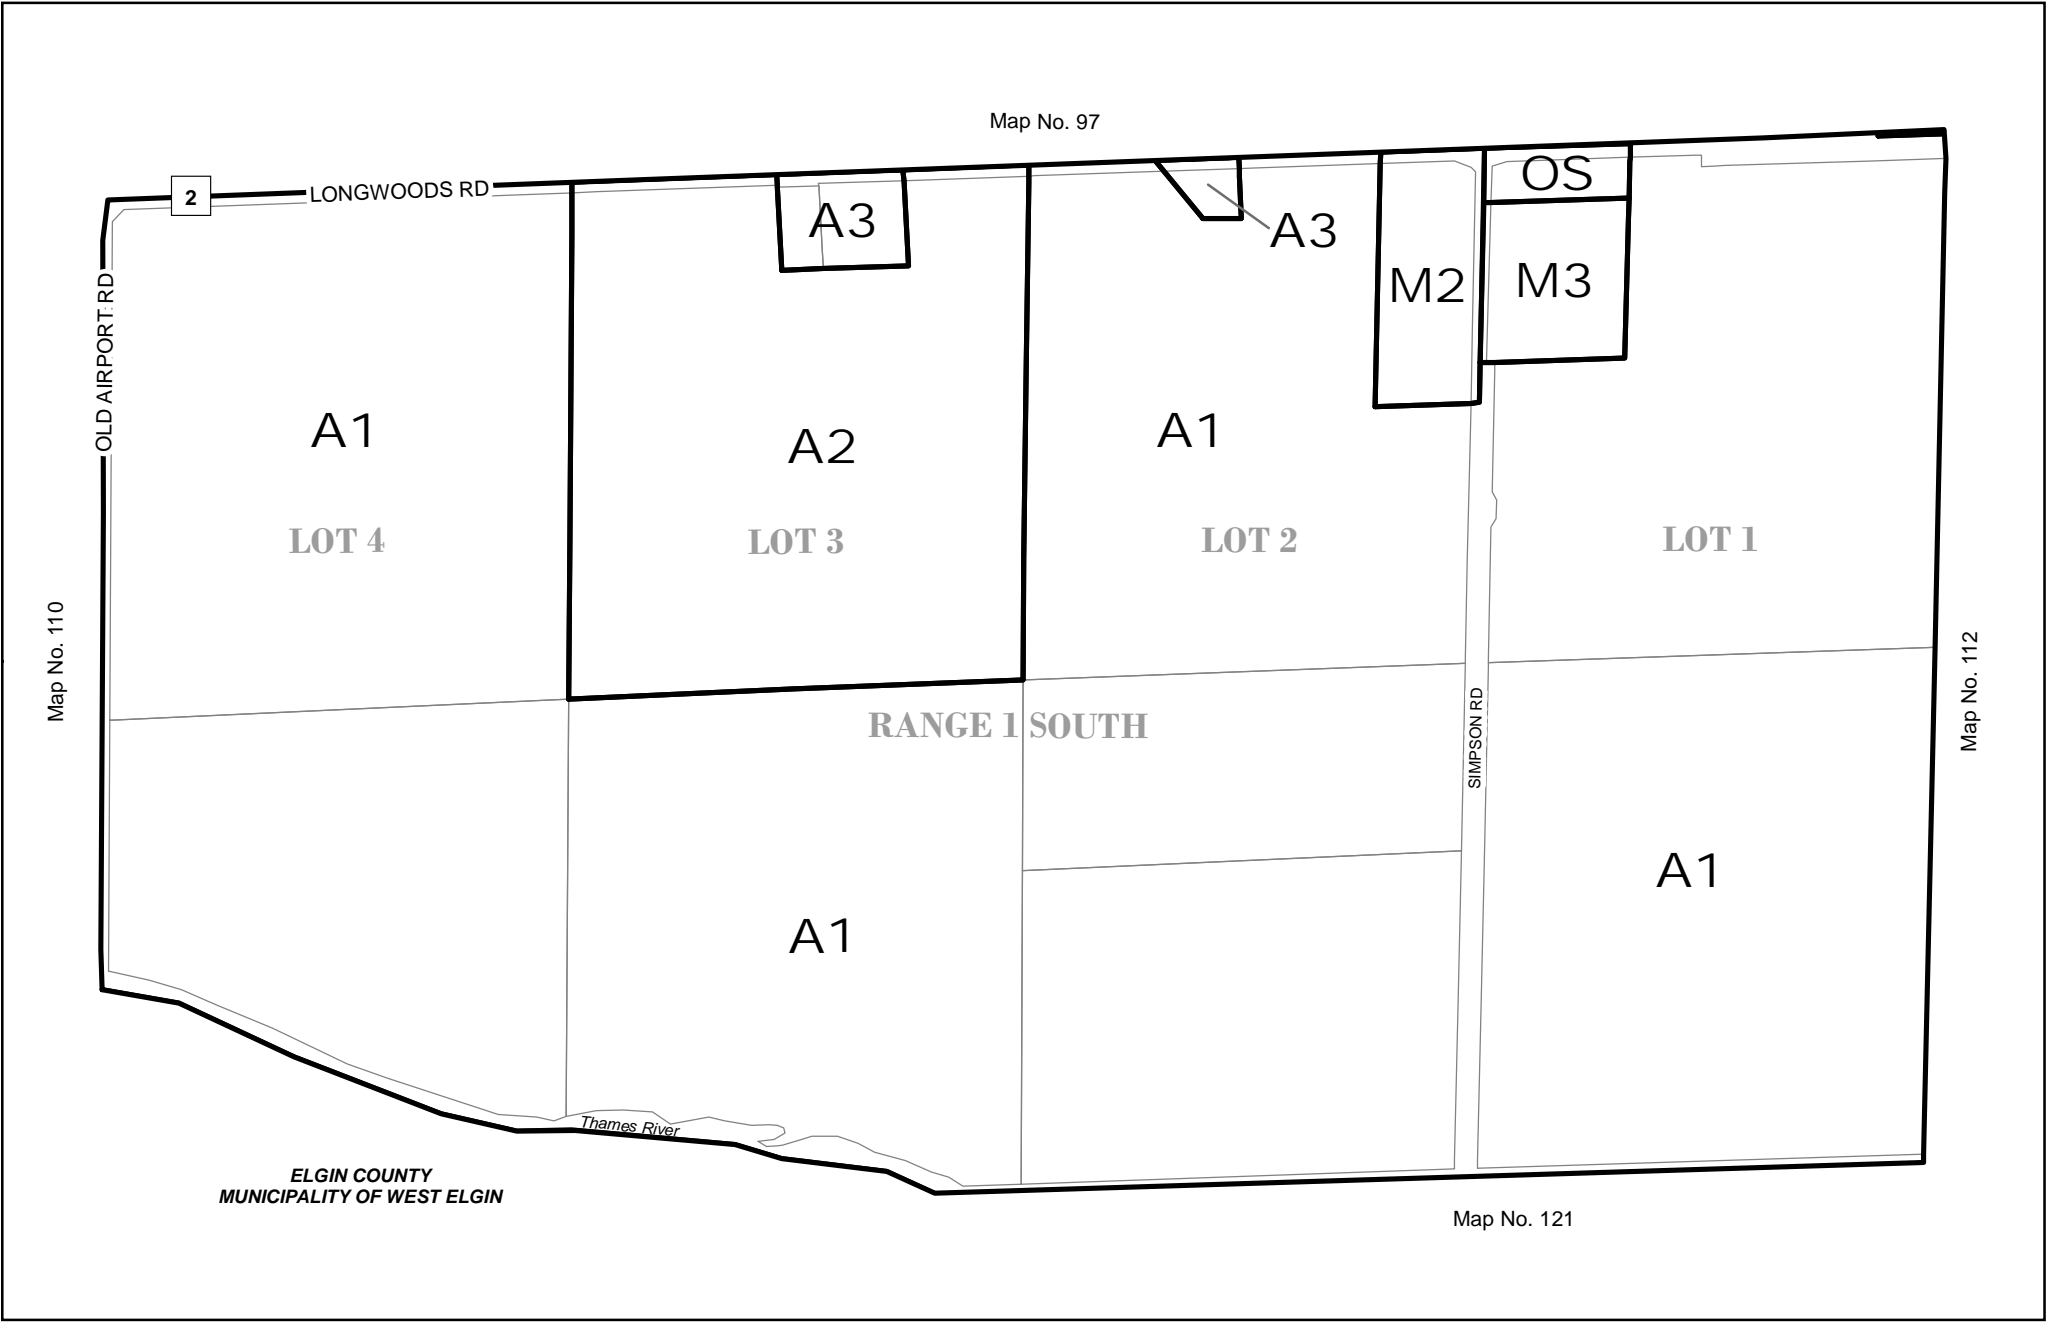 Map No. 97
OS
2
LONGWOODS RD
A3
A3
M2
M3
OLD AIRPORT RD
A1
A2
A1
LOT 4
LOT 3
LOT 2
LOT 1
Map No. 110
Map No. 112
RANGE 1 SOUTH
SIMPSON RD
A1
A1
Thames River
ELGIN COUNTY
MUNICIPALITY OF WEST ELGIN
Map No. 121